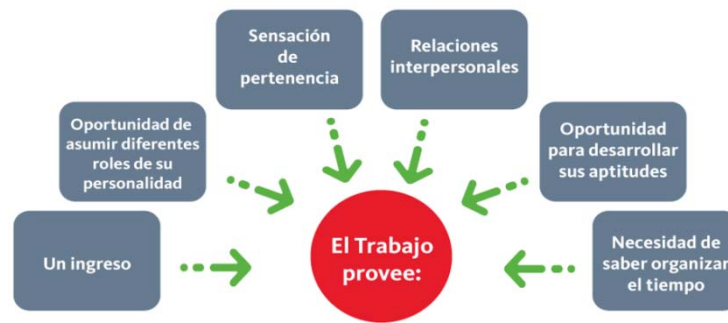 Sensación
de
pertenencia
Relaciones
interpersonales
Oportunidad de
asumir diferentes
roles de su
personalidad
Oportunidad
para desarrollar
sus aptitudes
Un ingreso
El Trabajo
provee:
Necesidad de
saber organizar
el tiempo